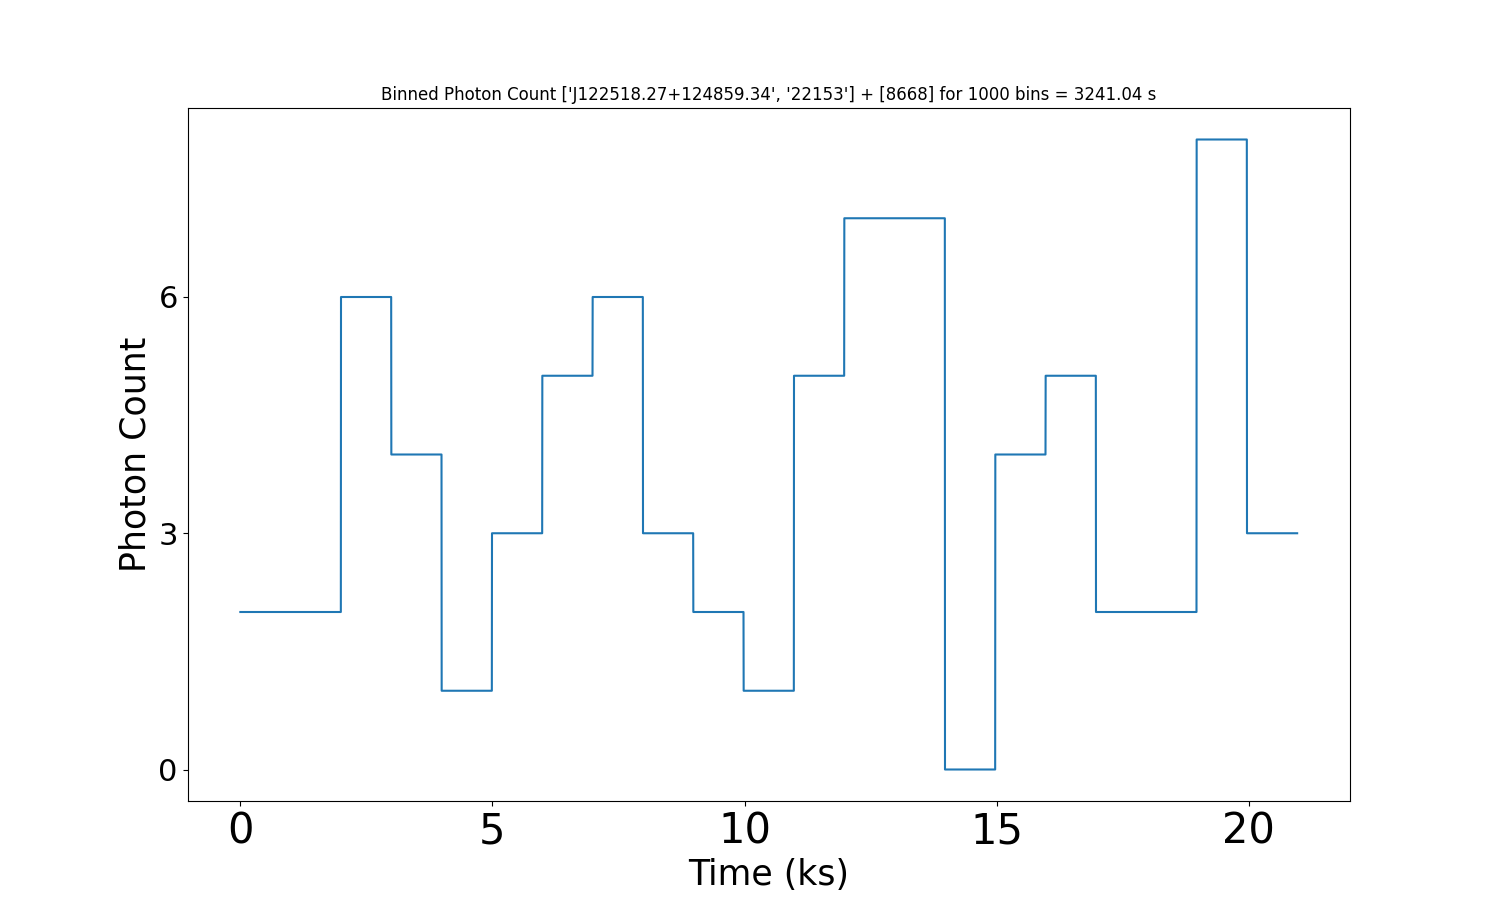 Binned Photon Count ['J122518.27+124859.34', '22153'] + [8668] for 1000 bins = 3241.04 s
Photon Count
6
3
0
0 5 10 15 20
Time (ks)